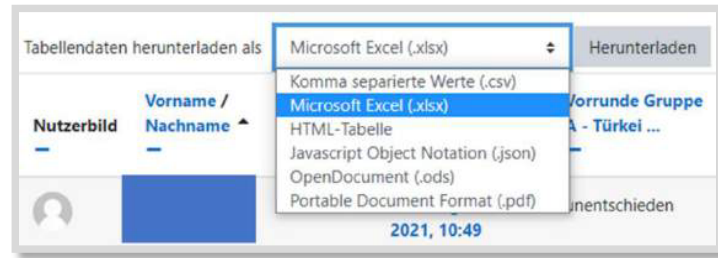 Tabellendaten herunterladen als
Microsoft Excel (.xlsx)
Herunterladen
Komma separierte Werte (.csv)
Microsoft Excel (.xlsx)
HTML-Tabelle
Javascript Object Notation (.json)
OpenDocument (.ods)
Portable Document Format (.pdf)
Nutzerbild
Vorname /
Nachname
Vorrunde Gruppe
A - Türkei ...
2021, 10:49
unentschieden